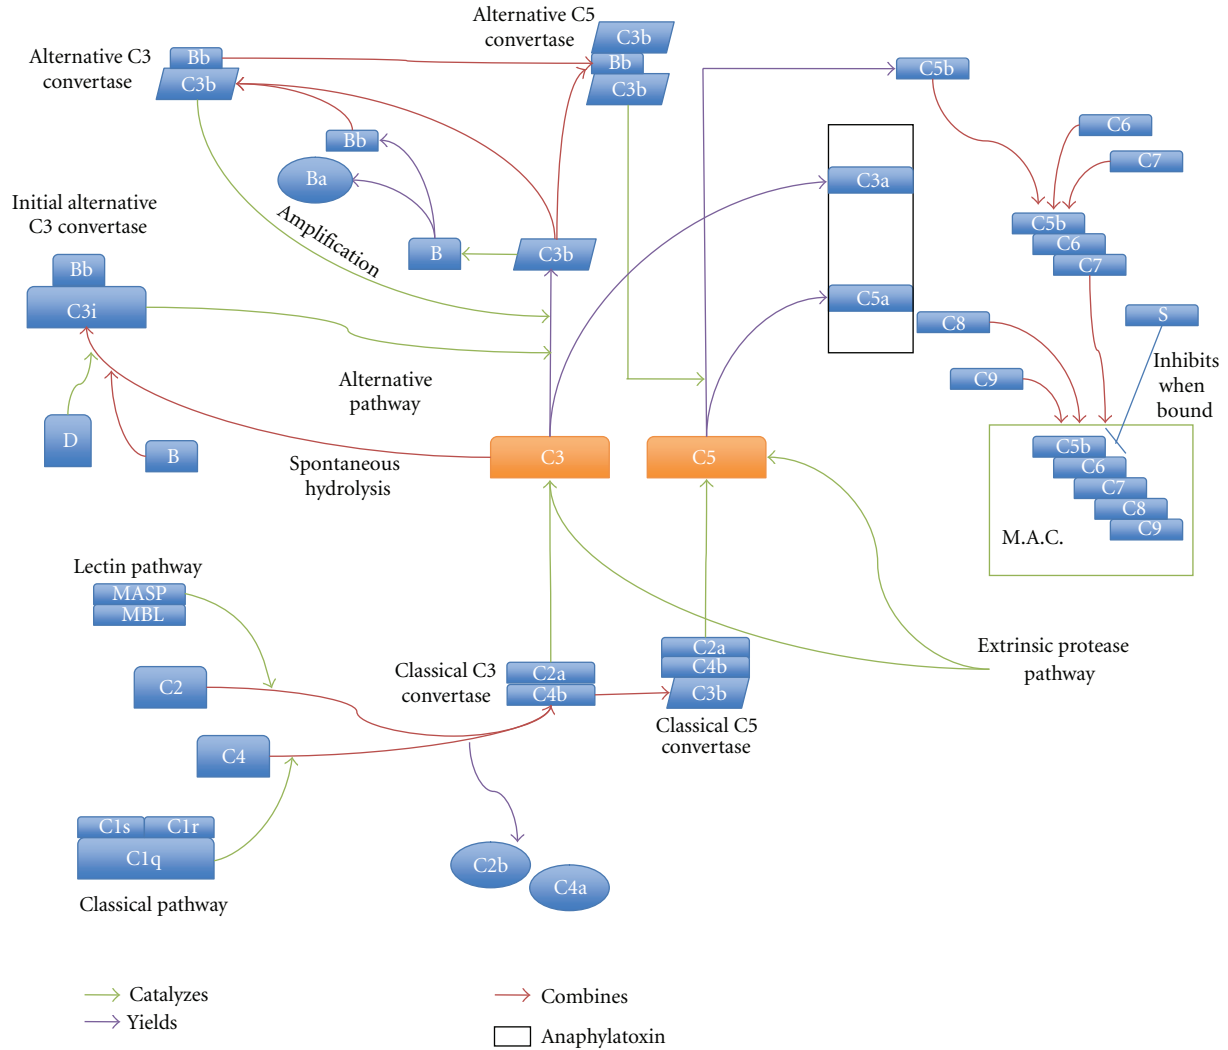 Alternative C5
convertase
C3b
Bb
C3b
Alternative C3
convertase
Bb
C3b
C5b
C6
C7
Bb
Ba
Amplification
C3a
Initial alternative
C3 convertase
Bb
C3i
B
C3b
C5b
C6
C7
C5a
C8
S
Inhibits
when
bound
C9
Alternative
pathway
D
B
Spontaneous
hydrolysis
C3
C5
C5b
C6
C7
C8
C9
M.A.C.
Lectin pathway
MASP
MBL
C2
C4
Classical C3
convertase
C2a
C4b
C2a
C4b
C3b
Classical C5
convertase
Extrinsic protease
pathway
C1s
C1r
C1q
Classical pathway
C2b
C4a
Catalyzes
Yields
Combines
Anaphylatoxin